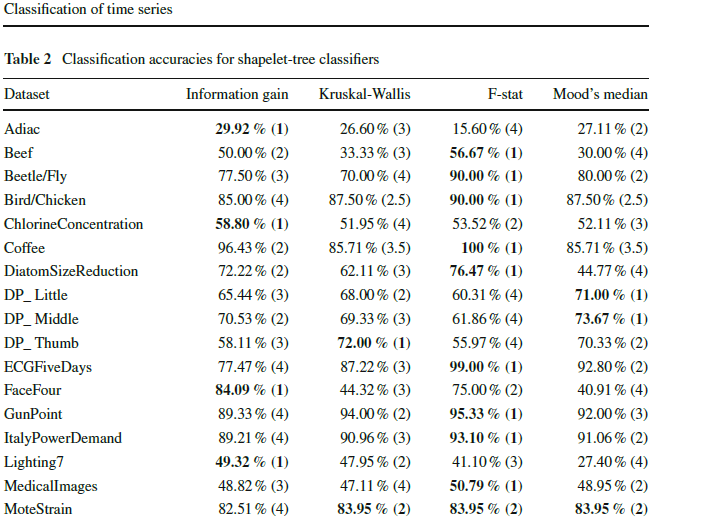 Classification of time series
Table 2 Classification accuracies for shapelet-tree classifiers
Dataset Information gain Kruskal-Wallis F-stat Mood's median
Adiac 29.92 % (1) 26.60 % (3) 15.60 % (4) 27.11 % (2)
Beef 50.00 % (2) 33.33 % (3) 56.67 % (1) 30.00 % (4)
Beetle/Fly 77.50 % (3) 70.00 % (4) 90.00 % (1) 80.00 % (2)
Bird/Chicken 85.00 % (4) 87.50 % (2.5) 90.00 % (1) 87.50 % (2.5)
ChlorineConcentration 58.80 % (1) 51.95 % (4) 53.52 % (2) 52.11 % (3)
Coffee 96.43 % (2) 85.71 % (3.5) 100 % (1) 85.71 % (3.5)
DiatomSizeReduction 72.22 % (2) 62.11 % (3) 76.47 % (1) 44.77 % (4)
DP_ Little 65.44 % (3) 68.00 % (2) 60.31 % (4) 71.00 % (1)
DP_ Middle 70.53 % (2) 69.33 % (3) 61.86 % (4) 73.67 % (1)
DP_ Thumb 58.11 % (3) 72.00 % (1) 55.97 % (4) 70.33 % (2)
ECGFiveDays 77.47 % (4) 87.22 % (3) 99.00 % (1) 92.80 % (2)
FaceFour 84.09 % (1) 44.32 % (3) 75.00 % (2) 40.91 % (4)
GunPoint 89.33 % (4) 94.00 % (2) 95.33 % (1) 92.00 % (3)
ItalyPowerDemand 89.21 % (4) 90.96 % (3) 93.10 % (1) 91.06 % (2)
Lighting7 49.32 % (1) 47.95 % (2) 41.10 % (3) 27.40 % (4)
MedicalImages 48.82 % (3) 47.11 % (4) 50.79 % (1) 48.95 % (2)
MoteStrain 82.51 % (4) 83.95 % (2) 83.95 % (2) 83.95 % (2)